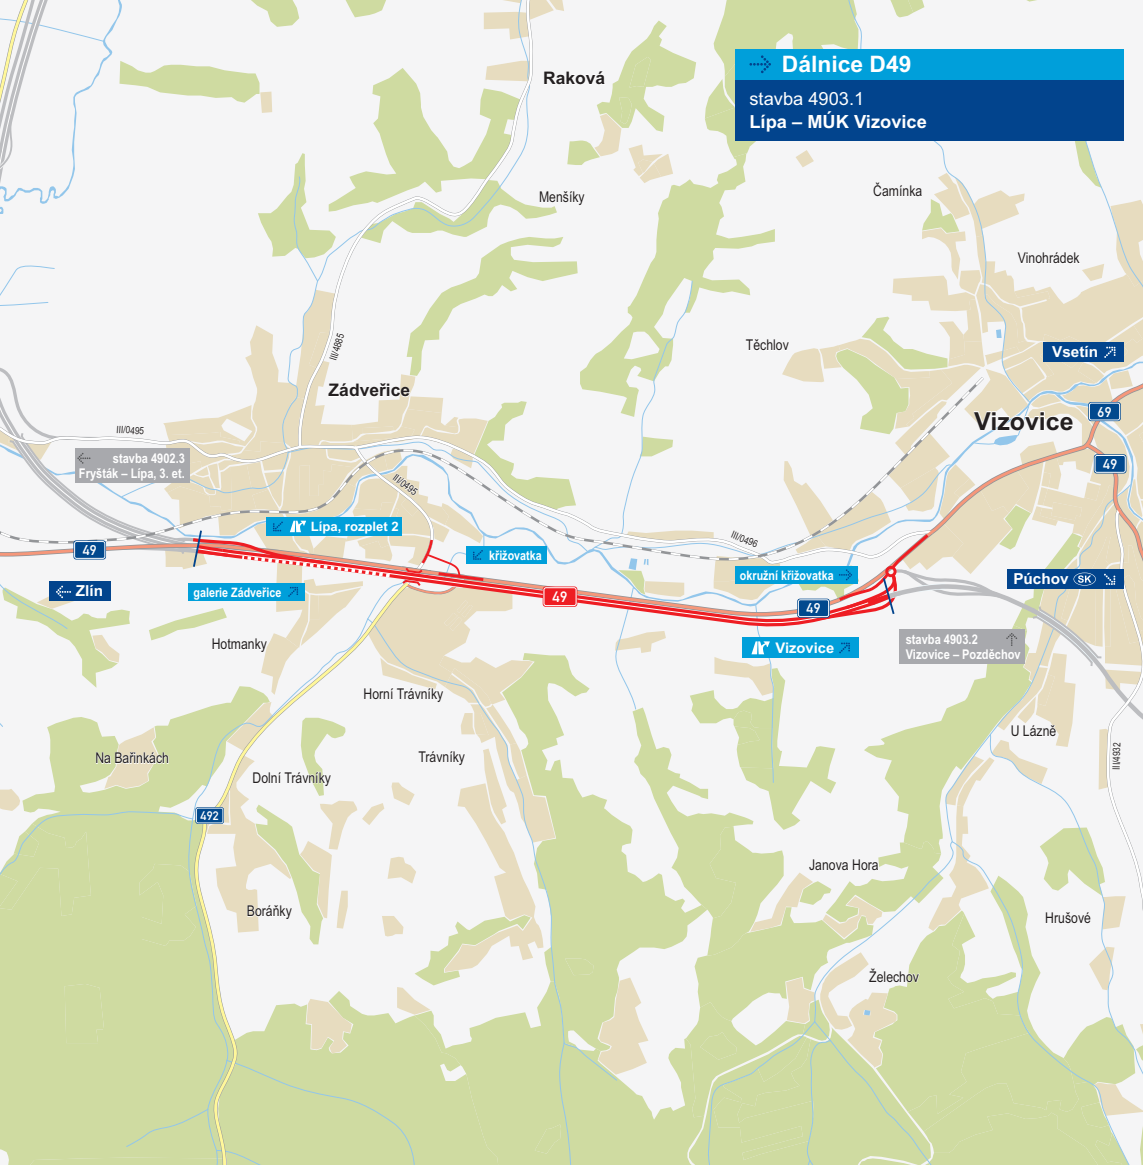 Dálnice D49
stavba 4903.1
Lípa – MÚK Vizovice
Raková
Menšíky
Čamínka
Vinohrádek
Těchlov
Vsetín
III/4885
Zádveřice
69
Vizovice
III/0495
stavba 4902.3
Fryšták – Lípa, 3. et.
49
III/0495
Lípa, rozplet 2
III/0496
49
křižovatka
okružní křižovatka
Púchov SK
Zlín
galerie Zádveřice
49
49
Hotmanky
Vizovice
stavba 4903.2
Vizovice – Pozděchov
Horní Trávníky
U Lázně
Na Bařinkách
Trávníky
III/4932
Dolní Trávníky
492
Janova Hora
Boráňky
Hrušové
Želechov